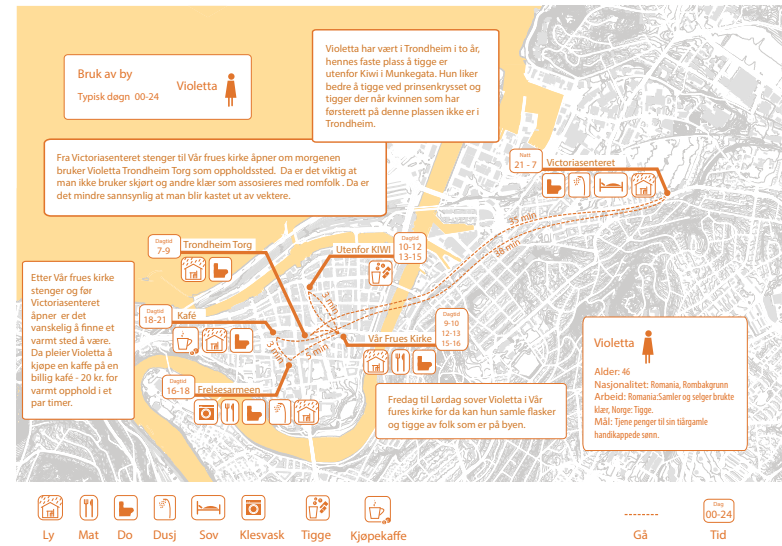 Bruk av by
Typisk døgn 00-24
Violetta
Violetta har vært i Trondheim i to år,
hennes faste plass å tigge er
utenfor Kiwi i Munkegata. Hun liker
bedre å tigge ved prinsenkrysset og
tigger der når kvinnen som har
førsterett på denne plassen ikke er i
Trondheim.
Fra Victoriasenteret stenger til Vår frues kirke åpner om morgenen
bruker Violetta Trondheim Torg som oppholdssted. Da er det viktig at
man ikke bruker skjørt og andre klær som assosieres med romfolk . Da er
det mindre sannsynlig at man blir kastet ut av vektere.
Natt
21 - 7
Victoriasenteret
35 min
38 min
Dagtid
7-9
Trondheim Torg
Utenfor KIWI
Dagtid
10-12
13-15
Etter Vår frues kirke
stenger og før
Victoriasenteret
åpner er det
vanskelig å finne et
varmt sted å være.
Da pleier Violetta å
kjøpe en kaffe på en
billig kafé - 20 kr. for
varmt opphold i et
par timer.
Dagtid
18-21
Kafé
3 min
3 min
5 min
Dagtid
9-10
12-13
15-16
Vår Frues Kirke
Dagtid
16-18
Frelsesarmeen
Fredag til Lørdag sover Violetta i Vår
fures kirke for da kan hun samle flasker
og tigge av folk som er på byen.
Violetta
Alder: 46
Nasjonalitet: Romania, Rombakgrunn
Arbeid: Romania:Samler og selger brukte
klær, Norge: Tigge.
Mål: Tjene penger til sin tiårgamle
handikappede sønn.
Ly
Mat
Do
Dusj
Sov
Klesvask
Tigge
Kjøpekaffe
Gå
Dag
00-24
Tid